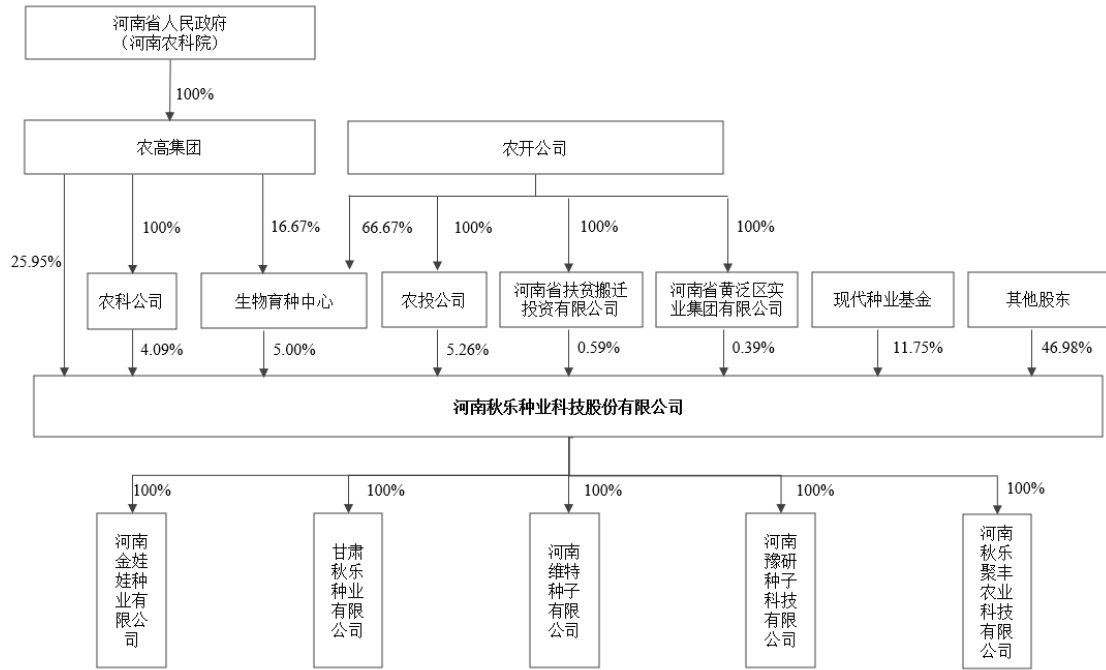 河南省人民政府
（河南农科院）
100%
农高集团
农开公司
25.95%
100%
16.67%
66.67%
100%
100%
100%
农科公司
生物育种中心
农投公司
河南省扶贫搬迁
投资有限公司
河南省黄泛区实
业集团有限公司
现代种业基金
其他股东
4.09%
5.00%
5.26%
0.59%
0.39%
11.75%
46.98%
河南秋乐种业科技股份有限公司
100%
100%
100%
100%
100%
河南
金娃
娃种
业有
限公
司
甘肃
秋乐
种业
有限
公司
河南
维特
种子
有限
公司
河南
豫研
种子
科技
有限
公司
河南
秋乐
聚丰
农业
科技
有限
公司